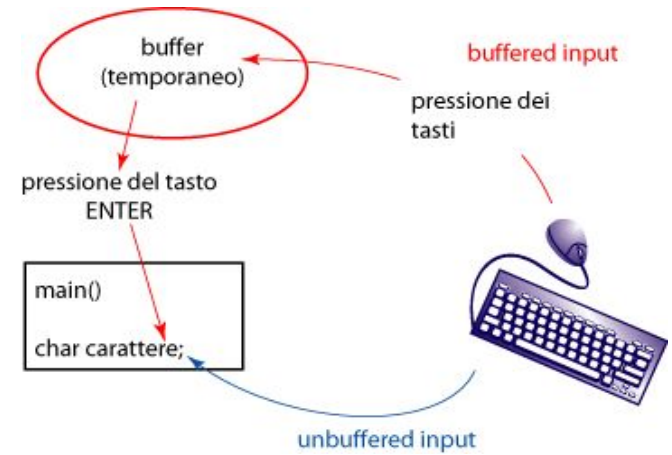 buffer
(temporaneo)
buffered input
pressione dei
tasti
pressione del tasto
ENTER
main()
char carattere;
unbuffered input